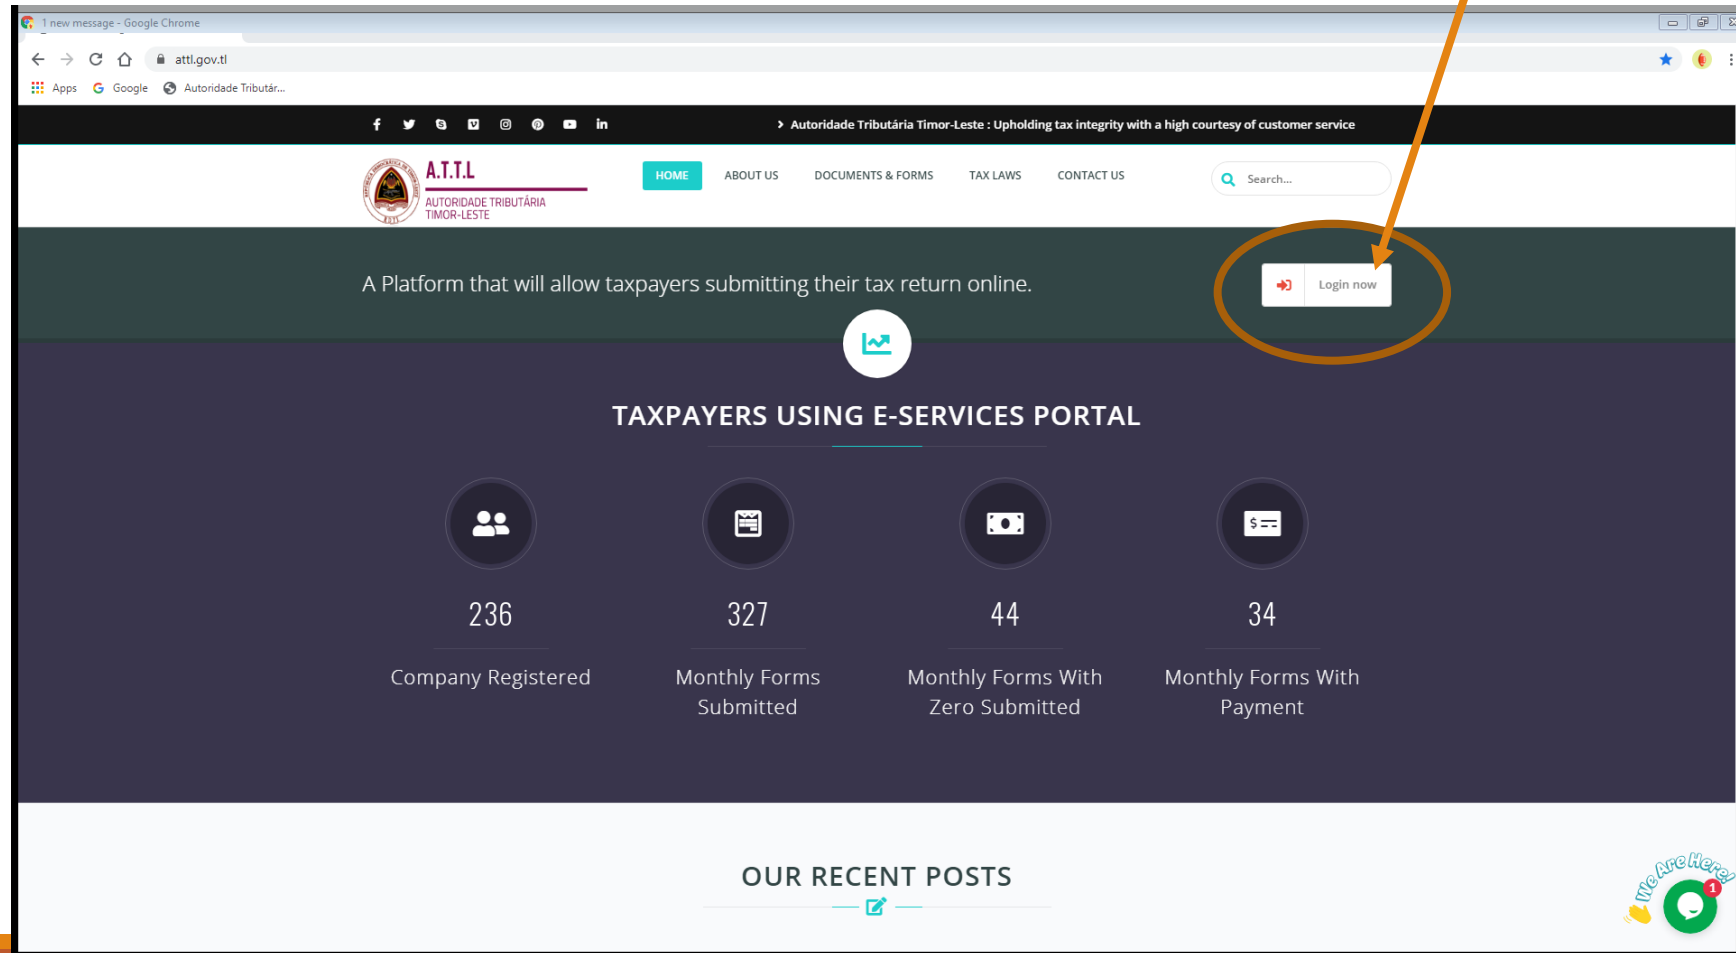 1 new message - Google Chrome
attl.gov.tl
Apps Google Autoridade Tributár...
Autoridade Tributária Timor-Leste : Upholding tax integrity with a high courtesy of customer service
A.T.T.L
AUTORIDADE TRIBUTÁRIA
TIMOR-LESTE
HOME ABOUT US DOCUMENTS & FORMS TAX LAWS CONTACT US
Search...
A Platform that will allow taxpayers submitting their tax return online.
Login now
TAXPAYERS USING E-SERVICES PORTAL
236
Company Registered
327
Monthly Forms
Submitted
44
Monthly Forms With
Zero Submitted
34
Monthly Forms With
Payment
OUR RECENT POSTS
We Are Here!
1